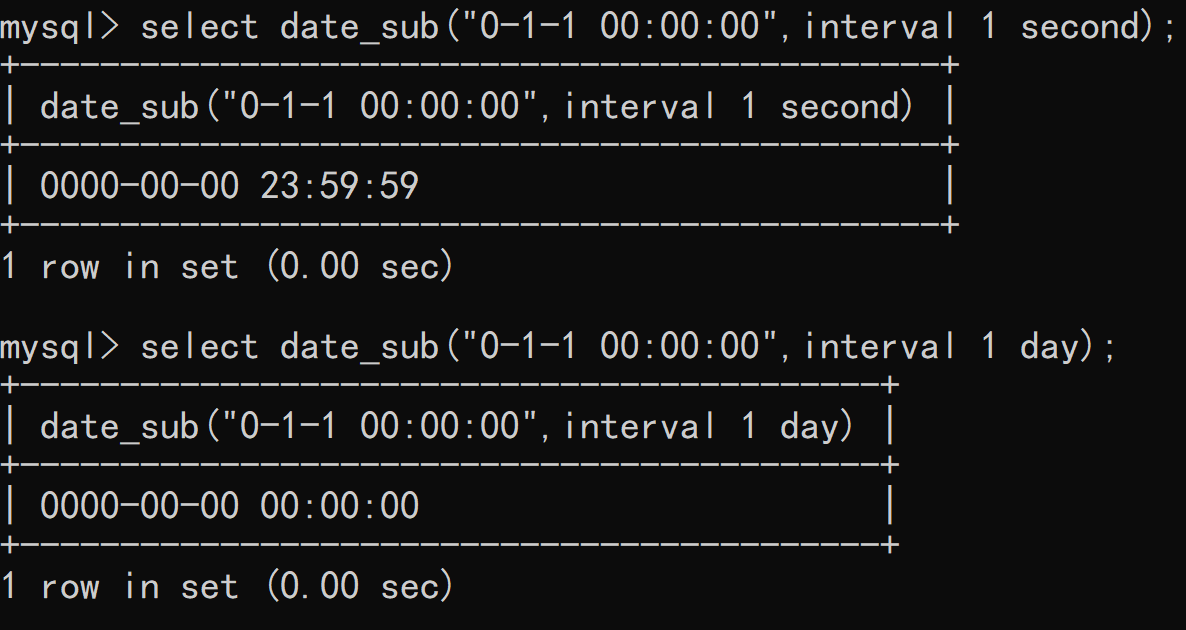 mysql> select date_sub("0-1-1 00:00:00",interval 1 second);
+----------------------------------------------+
| date_sub("0-1-1 00:00:00",interval 1 second) |
+----------------------------------------------+
| 0000-00-00 23:59:59                          |
+----------------------------------------------+
1 row in set (0.00 sec)

mysql> select date_sub("0-1-1 00:00:00",interval 1 day);
+-------------------------------------------+
| date_sub("0-1-1 00:00:00",interval 1 day) |
+-------------------------------------------+
| 0000-00-00 00:00:00                       |
+-------------------------------------------+
1 row in set (0.00 sec)